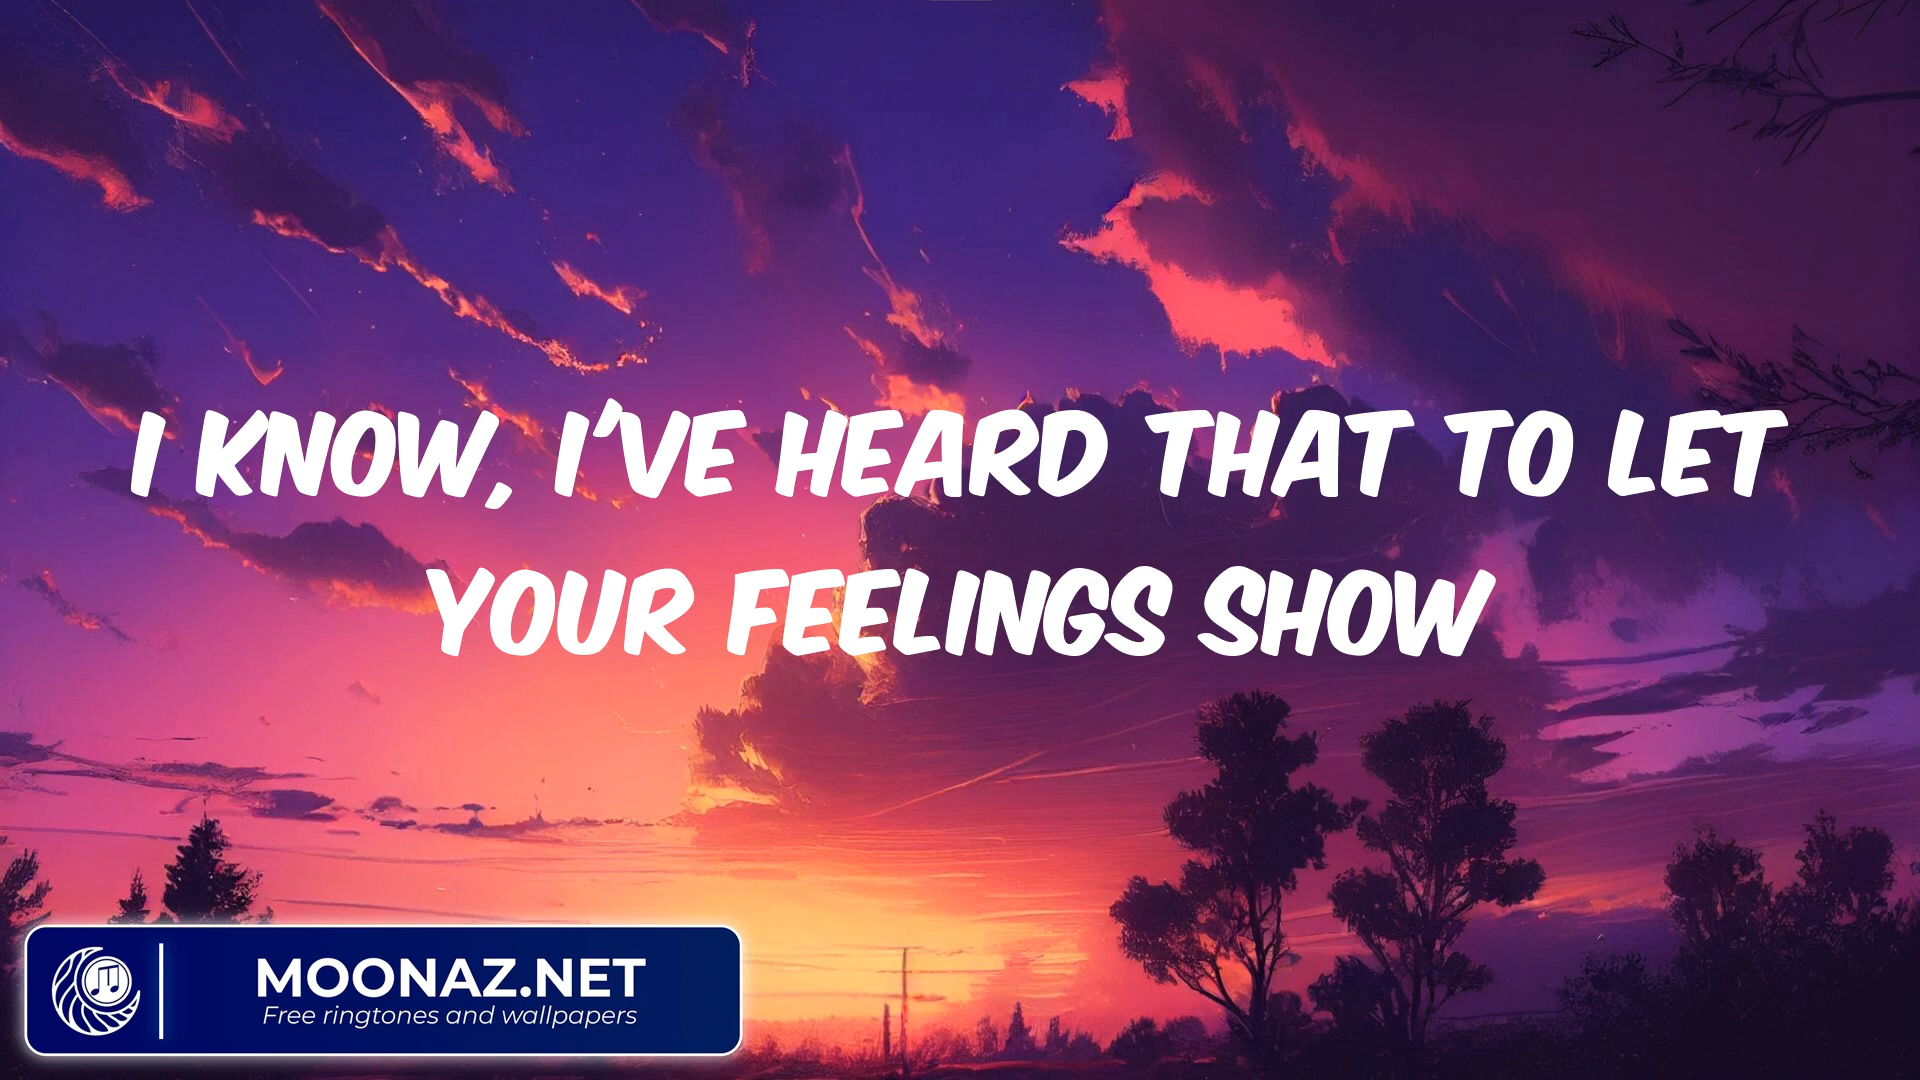 I KNOW, I'VE HEARD THAT TO LET
YOUR FEELINGS SHOW
MOONAZ.NET
Free ringtones and wallpapers